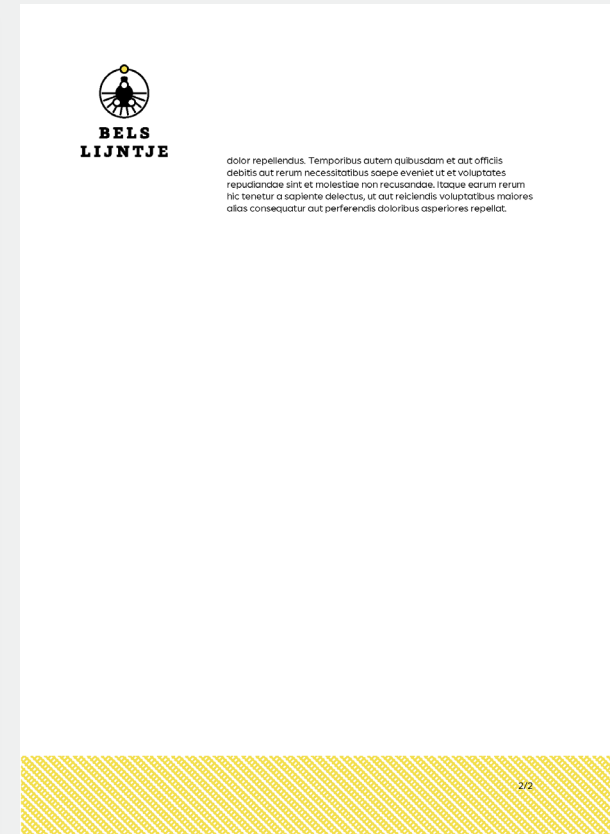 BELS
LIJNTJE
dolor repellendus. Temporibus autem quibusdam et aut officiis
debitis aut rerum necessitatibus saepe eveniet ut et voluptates
repudiandae sint et molestiae non recusandae. Itaque earum rerum
hic tenetur a sapiente delectus, ut aut reiciendis voluptatibus maiores
alias consequatur aut perferendis doloribus asperiores repellat.
2/2